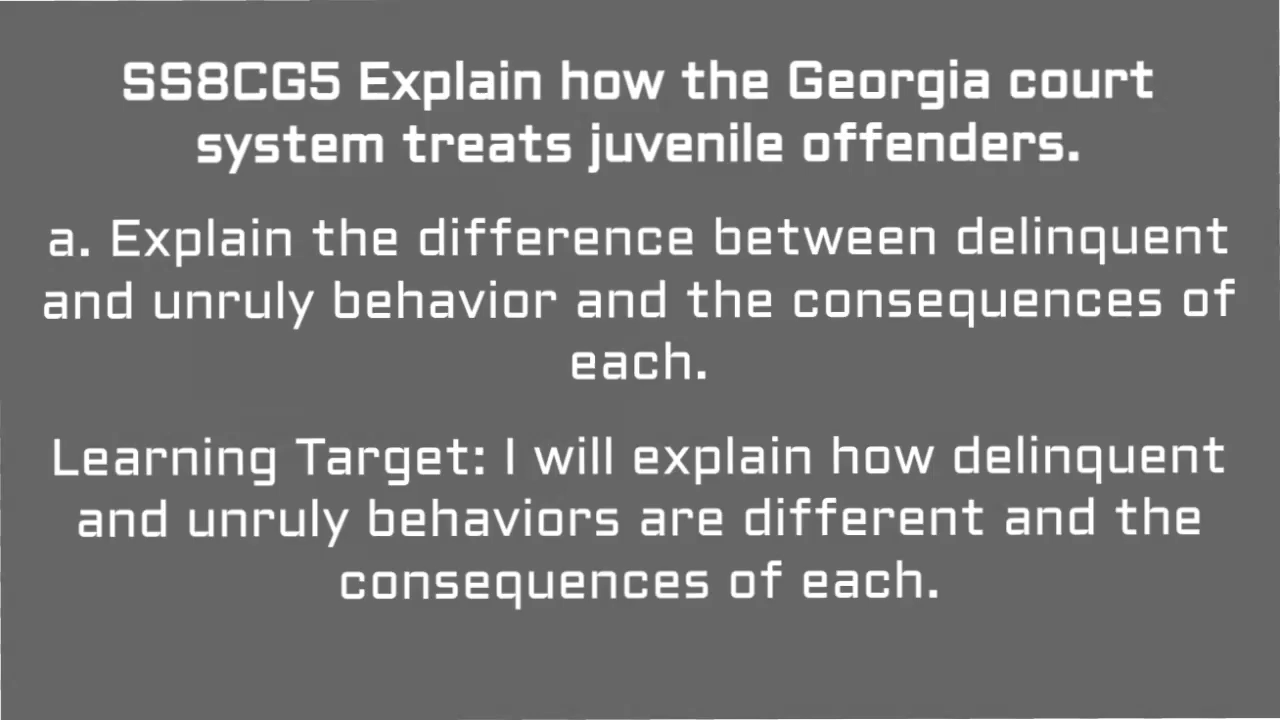 SS8CG5 Explain how the Georgia court
system treats juvenile offenders.
a. Explain the difference between delinquent
and unruly behavior and the consequences of
each.
Learning Target: I will explain how delinquent
and unruly behaviors are different and the
consequences of each.